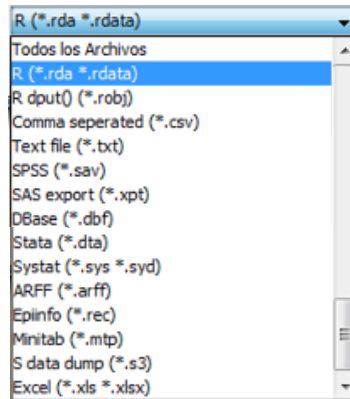 R (*.rda *.rdata)
Todos los Archivos
R (*.rda *.rdata)
R dput() (*.robj)
Comma seperated (*.csv)
Text file (*.txt)
SPSS (*.sav)
SAS export (*.xpt)
DBase (*.dbf)
Stata (*.dta)
Systat (*.sys *.syd)
ARFF (*.arff)
Epiinfo (*.rec)
Minitab (*.mtp)
S data dump (*.s3)
Excel (*.xls *.xlsx)